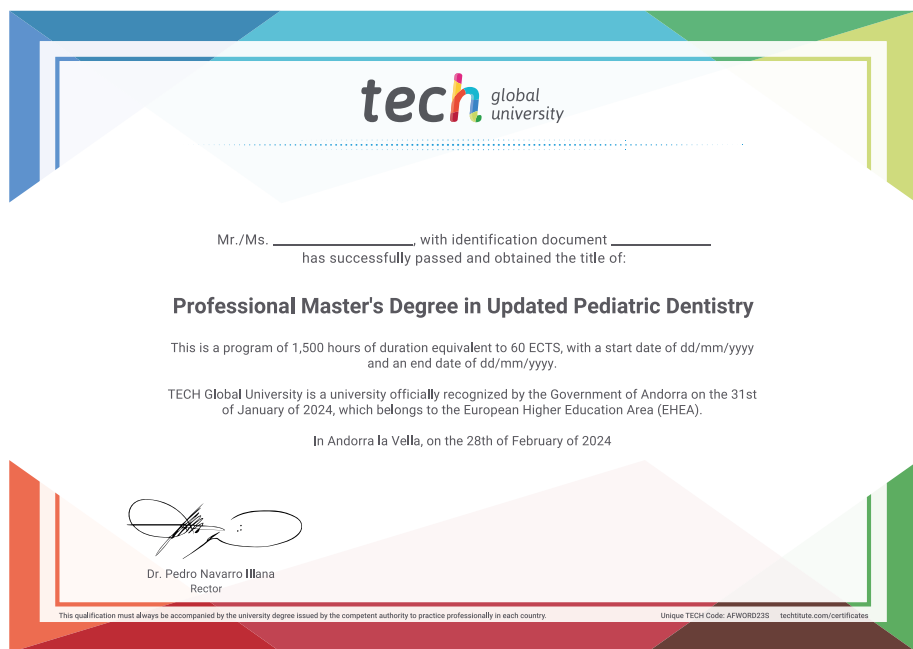 tech global
university
Mr./Ms. ____________, with identification document ____________
has successfully passed and obtained the title of:
Professional Master's Degree in Updated Pediatric Dentistry
This is a program of 1,500 hours of duration equivalent to 60 ECTS, with a start date of dd/mm/yyyy
and an end date of dd/mm/yyyy.
TECH Global University is a university officially recognized by the Government of Andorra on the 31st
of January of 2024, which belongs to the European Higher Education Area (EHEA).
In Andorra la Vella, on the 28th of February of 2024
Dr. Pedro Navarro Illana
Rector
This qualification must always be accompanied by the university degree issued by the competent authority to practice professionally in each country.
Unique TECH Code: AFWORD23S techtitute.com/certificates